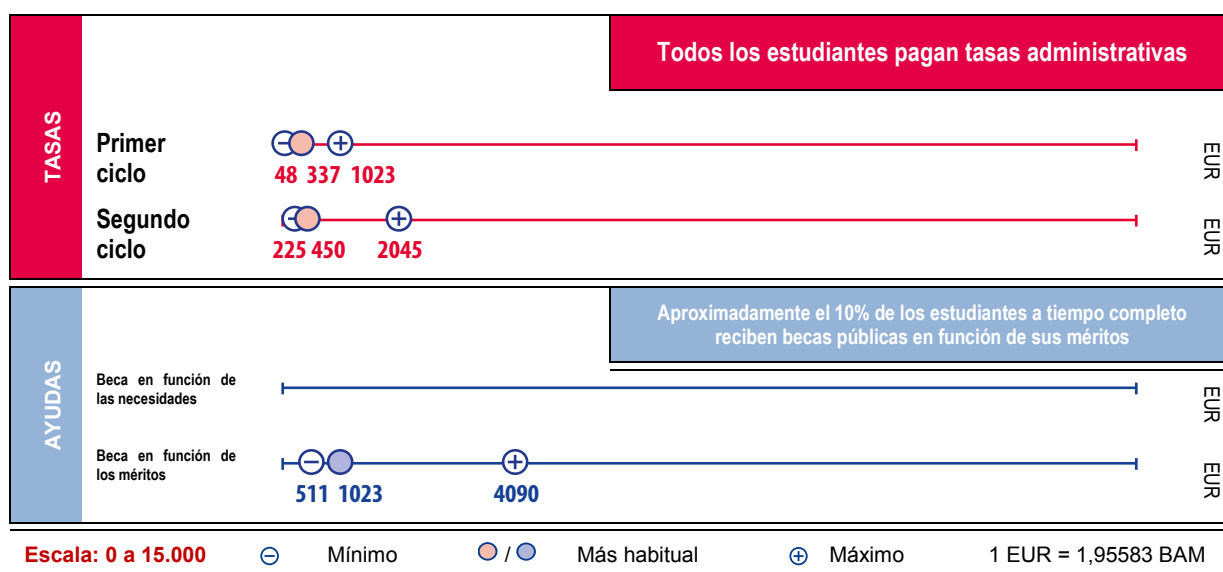 Todos los estudiantes pagan tasas administrativas
TASAS
Primer
ciclo
48 337 1023
EUR
Segundo
ciclo
225 450 2045
EUR
Aproximadamente el 10% de los estudiantes a tiempo completo
reciben becas públicas en función de sus méritos
AYUDAS
Beca en función de
las necesidades
EUR
Beca en función de
los méritos
511 1023 4090
EUR
Escala: 0 a 15.000 Mínimo / Más habitual Máximo 1 EUR = 1,95583 BAM